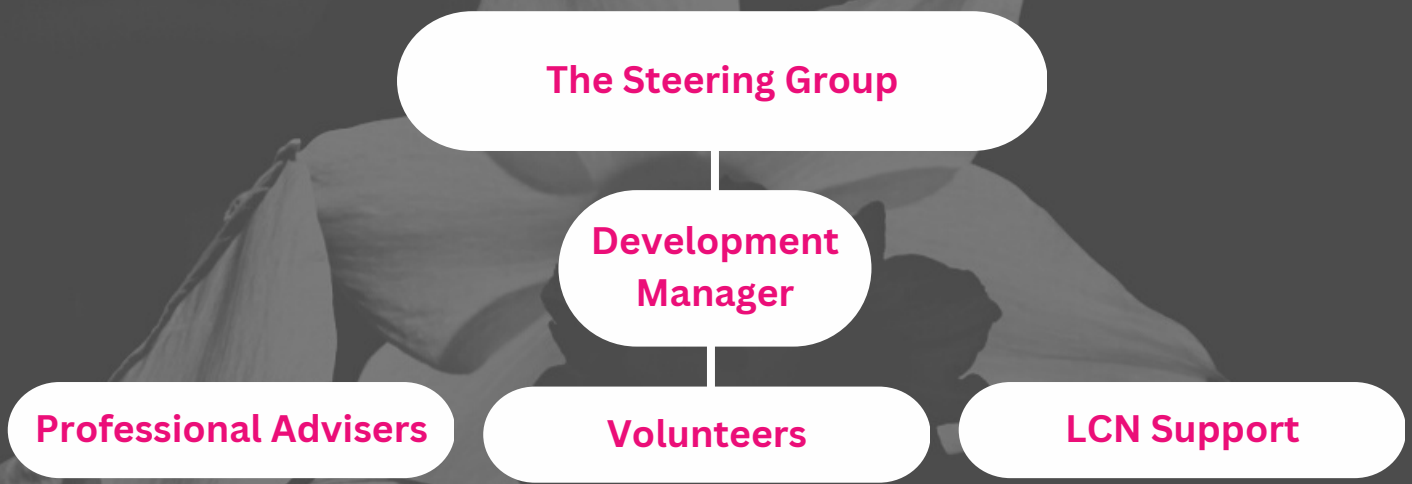 The Steering Group
Development
Manager
Professional Advisers
Volunteers
LCN Support